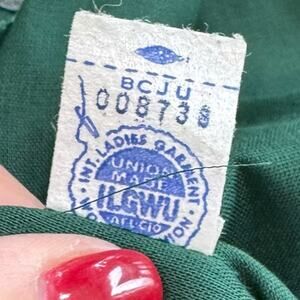 BCJU
008738
INT. LADIES GARMENT
UNION
MADE
ILGWU
AFL-CIO